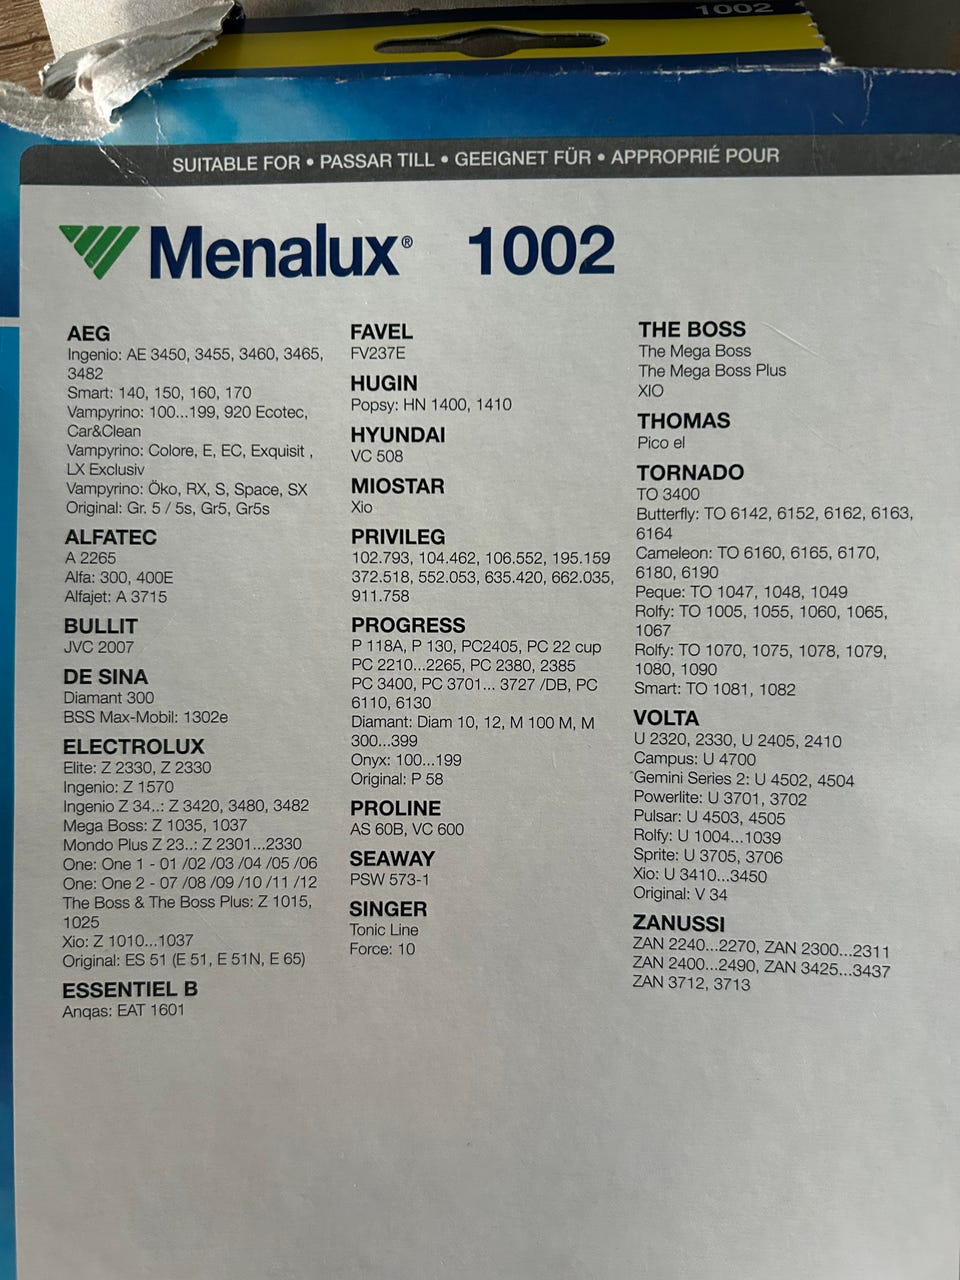 1002
SUITABLE FOR • PASSAR TILL • GEEIGNET FÜR • APPROPRIÉ POUR
Menalux® 1002
AEG
Ingenio: AE 3450, 3455, 3460, 3465,
3482
Smart: 140, 150, 160, 170
Vampyrino: 100...199, 920 Ecotec,
Car&Clean
Vampyrino: Colore, E, EC, Exquisit ,
LX Exclusiv
Vampyrino: Öko, RX, S, Space, SX
Original: Gr. 5 / 5s, Gr5, Gr5s
ALFATEC
A 2265
Alfa: 300, 400E
Alfajet: A 3715
BULLIT
JVC 2007
DE SINA
Diamant 300
BSS Max-Mobil: 1302e
ELECTROLUX
Elite: Z 2330, Z 2330
Ingenio: Z 1570
Ingenio Z 34..: Z 3420, 3480, 3482
Mega Boss: Z 1035, 1037
Mondo Plus Z 23..: Z 2301...2330
One: One 1 - 01 /02 /03 /04 /05 /06
One: One 2 - 07 /08 /09 /10 /11 /12
The Boss & The Boss Plus: Z 1015,
1025
Xio: Z 1010...1037
Original: ES 51 (E 51, E 51N, E 65)
ESSENTIEL B
Anqas: EAT 1601
FAVEL
FV237E
HUGIN
Popsy: HN 1400, 1410
HYUNDAI
VC 508
MIOSTAR
Xio
PRIVILEG
102.793, 104.462, 106.552, 195.159
372.518, 552.053, 635.420, 662.035,
911.758
PROGRESS
P 118A, P 130, PC2405, PC 22 cup
PC 2210...2265, PC 2380, 2385
PC 3400, PC 3701... 3727 /DB, PC
6110, 6130
Diamant: Diam 10, 12, M 100 M, M
300...399
Onyx: 100...199
Original: P 58
PROLINE
AS 60B, VC 600
SEAWAY
PSW 573-1
SINGER
Tonic Line
Force: 10
THE BOSS
The Mega Boss
The Mega Boss Plus
XIO
THOMAS
Pico el
TORNADO
TO 3400
Butterfly: TO 6142, 6152, 6162, 6163,
6164
Cameleon: TO 6160, 6165, 6170,
6180, 6190
Peque: TO 1047, 1048, 1049
Rolfy: TO 1005, 1055, 1060, 1065,
1067
Rolfy: TO 1070, 1075, 1078, 1079,
1080, 1090
Smart: TO 1081, 1082
VOLTA
U 2320, 2330, U 2405, 2410
Campus: U 4700
Gemini Series 2: U 4502, 4504
Powerlite: U 3701, 3702
Pulsar: U 4503, 4505
Rolfy: U 1004...1039
Sprite: U 3705, 3706
Xio: U 3410...3450
Original: V 34
ZANUSSI
ZAN 2240...2270, ZAN 2300...2311
ZAN 2400...2490, ZAN 3425...3437
ZAN 3712, 3713